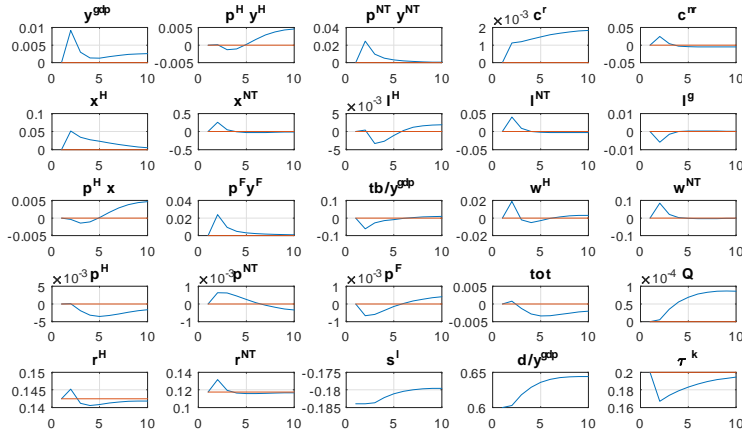 y^gdp p^H y^H p^NT y^NT c^r c^nr
0.01 0.005 0.04 2 ×10^-3 0.05
0.005 0 0.02 1 0
0 -0.005 0 0 -0.05
0 5 10 0 5 10 0 5 10 0 5 10 0 5 10
x^H x^NT l^H l^NT l^g
0.1 0.5 5 ×10^-3 0.05 0.01
0.05 0 0 0 0
0 -0.5 -5 -0.05 -0.01
0 5 10 0 5 10 0 5 10 0 5 10 0 5 10
p^H x p^F y^F tb/y^gdp w^H w^NT
0.005 0.04 0.1 0.02 0.1
0 0.02 0 0 0
-0.005 0 -0.1 -0.02 -0.1
0 5 10 0 5 10 0 5 10 0 5 10 0 5 10
p^H p^NT p^F tot Q
5 ×10^-3 1 ×10^-3 1 ×10^-3 0.005 1 ×10^-4
0 0 0 0 0.5
-5 -1 -1 -0.005 0
0 5 10 0 5 10 0 5 10 0 5 10 0 5 10
r^H r^NT s^l d/y^gdp τ^k
0.15 0.14 -0.175 0.2
0.145 0.12 -0.18 0.65 0.18
0.14 0.1 -0.185 0.6 0.16
0 5 10 0 5 10 0 5 10 0 5 10 0 5 10